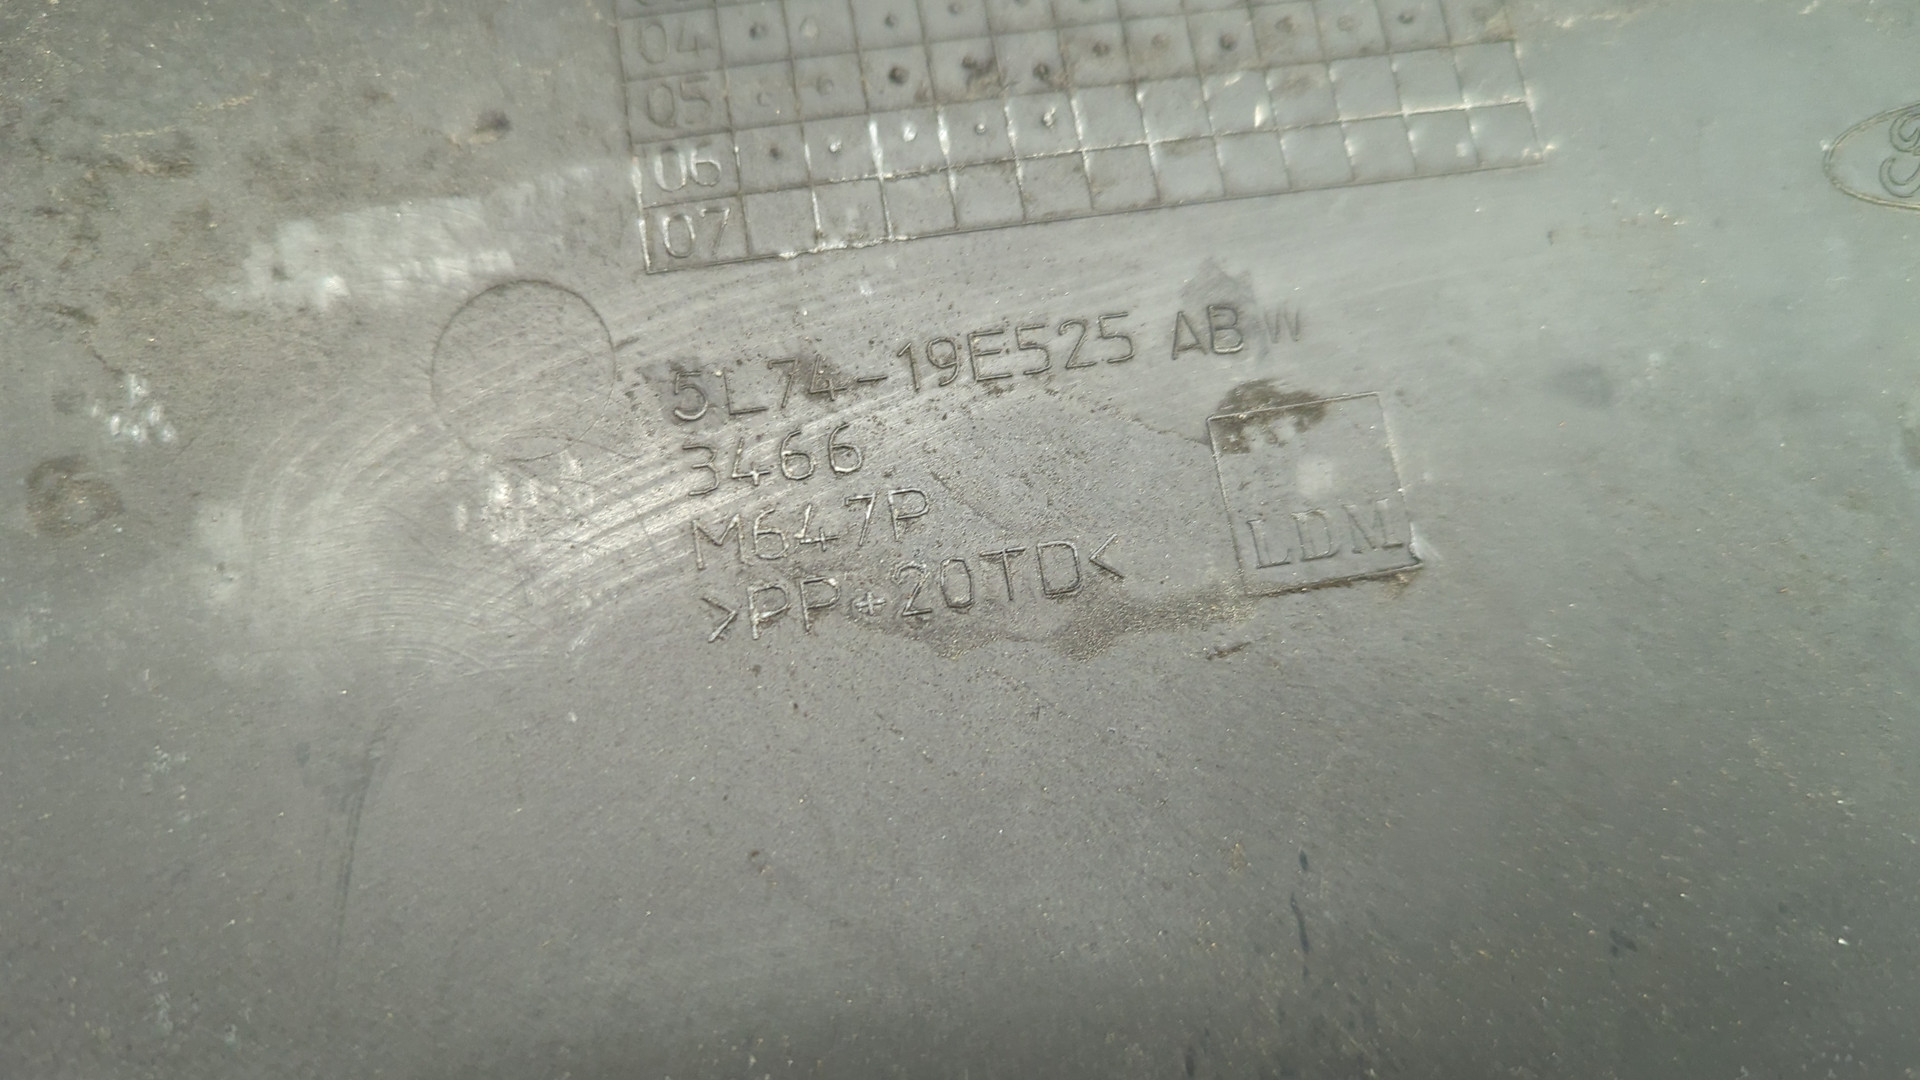 04
05
06
07
5L74-19E525 AB W
3466
M647P
>PP+20TD<
LDM